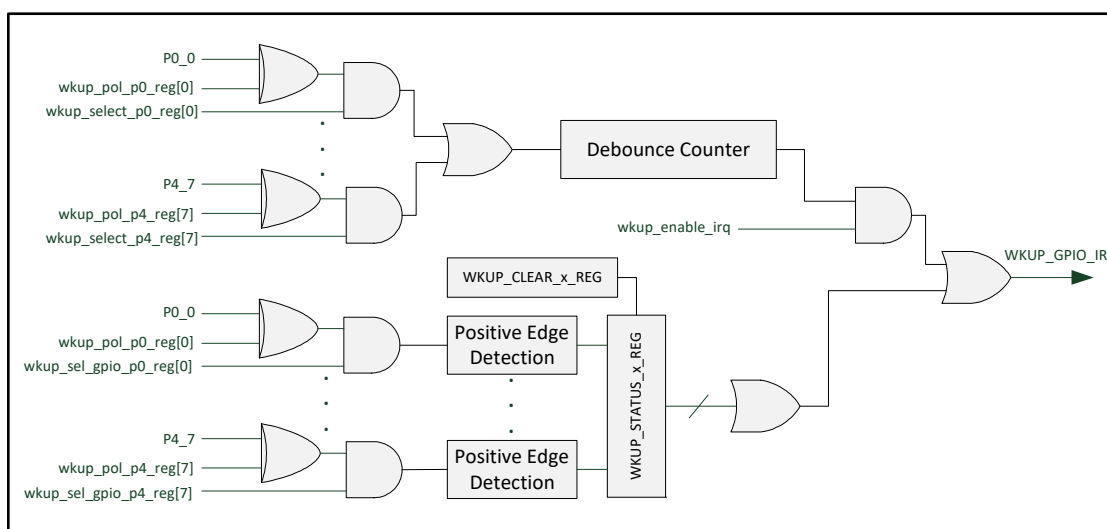 P0_0
wkup_pol_p0_reg[0]
wkup_select_p0_reg[0]
P4_7
wkup_pol_p4_reg[7]
wkup_select_p4_reg[7]
Debounce Counter
wkup_enable_irq
WKUP_GPIO_IR
WKUP_CLEAR_x_REG
P0_0
wkup_pol_p0_reg[0]
wkup_sel_gpio_p0_reg[0]
Positive Edge
Detection
WKUP_STATUS_x_REG
P4_7
wkup_pol_p4_reg[7]
wkup_sel_gpio_p4_reg[7]
Positive Edge
Detection